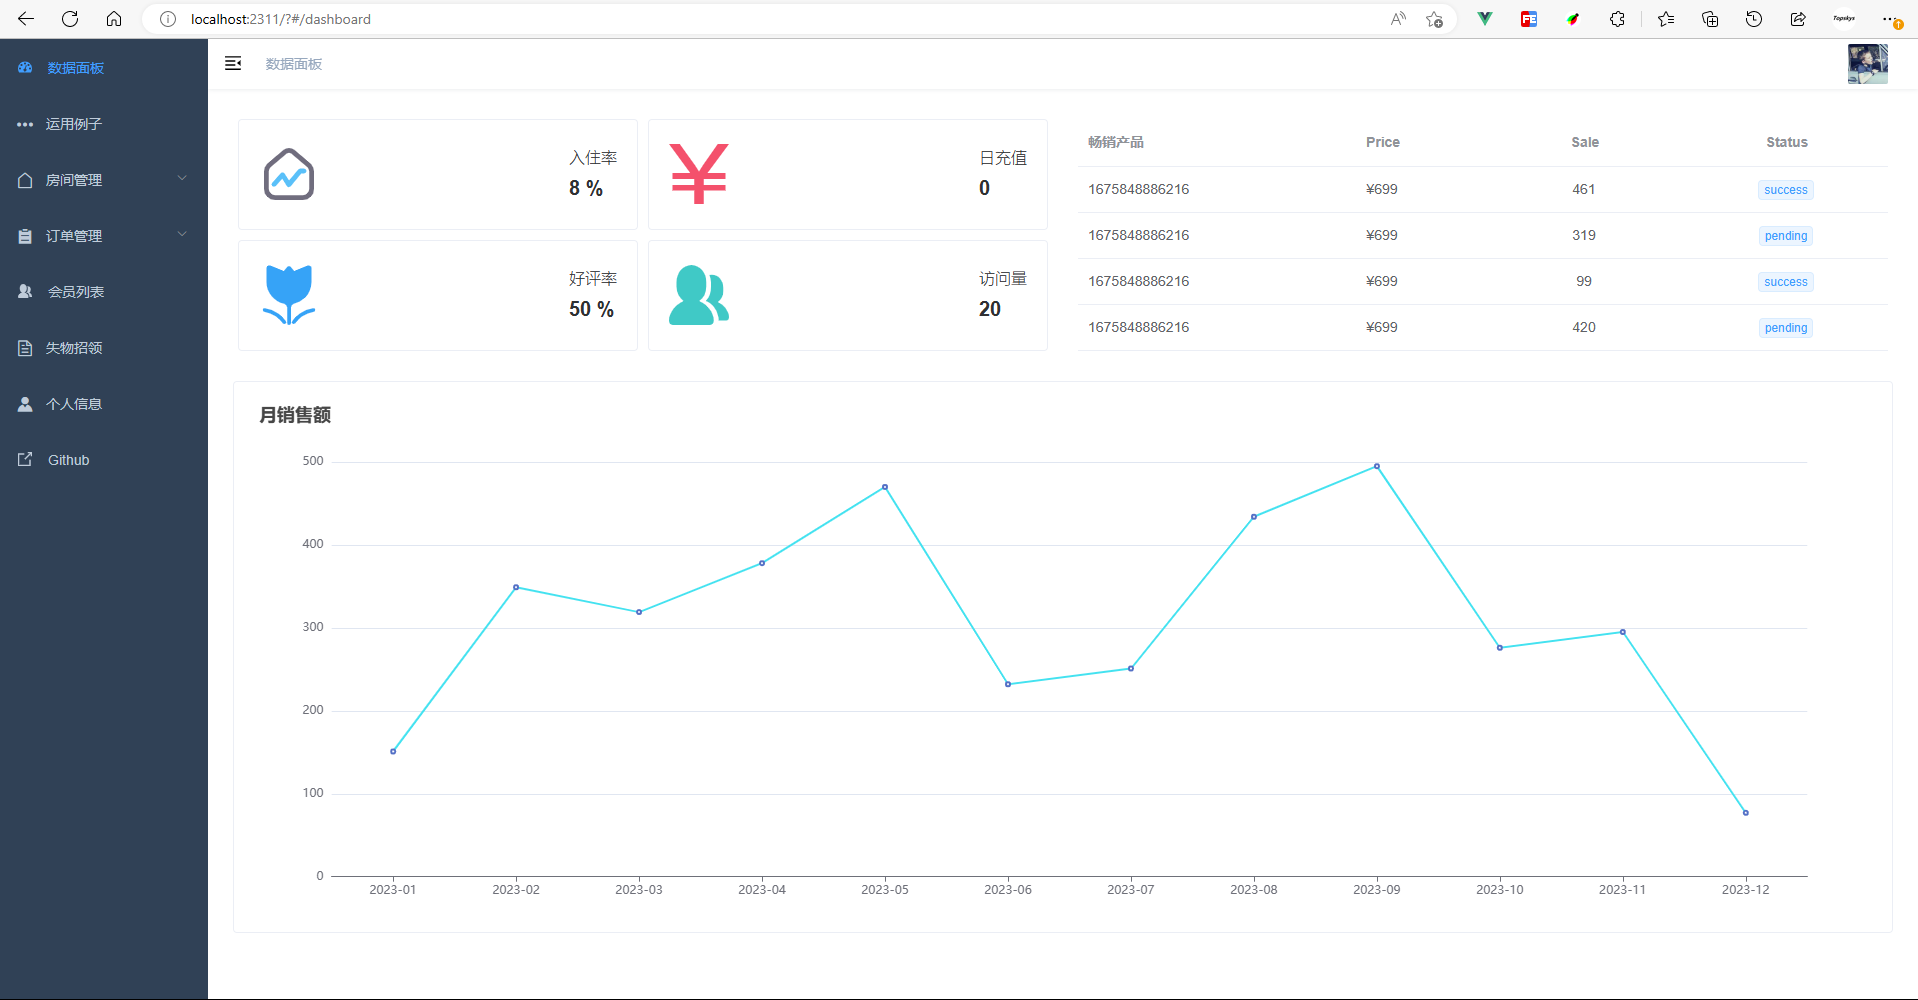 localhost:2311/?#/dashboard
Topskys
数据面板
运用例子
房间管理
订单管理
会员列表
失物招领
个人信息
Github
数据面板
入住率
8 %
日充值
0
好评率
50 %
访问量
20
畅销产品 Price Sale Status
1675848886216 ¥699 461 success
1675848886216 ¥699 319 pending
1675848886216 ¥699 99 success
1675848886216 ¥699 420 pending
月销售额
500
400
300
200
100
0
2023-01 2023-02 2023-03 2023-04 2023-05 2023-06 2023-07 2023-08 2023-09 2023-10 2023-11 2023-12